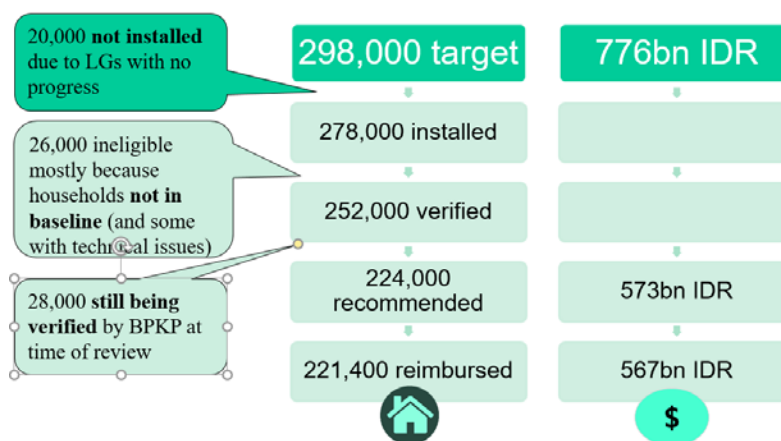 20,000 not installed
due to LGs with no
progress
298,000 target
776bn IDR
278,000 installed
26,000 ineligible
mostly because
households not in
baseline (and some
with technical issues)
252,000 verified
28,000 still being
verified by BPKP at
time of review
224,000
recommended
573bn IDR
221,400 reimbursed
567bn IDR
$